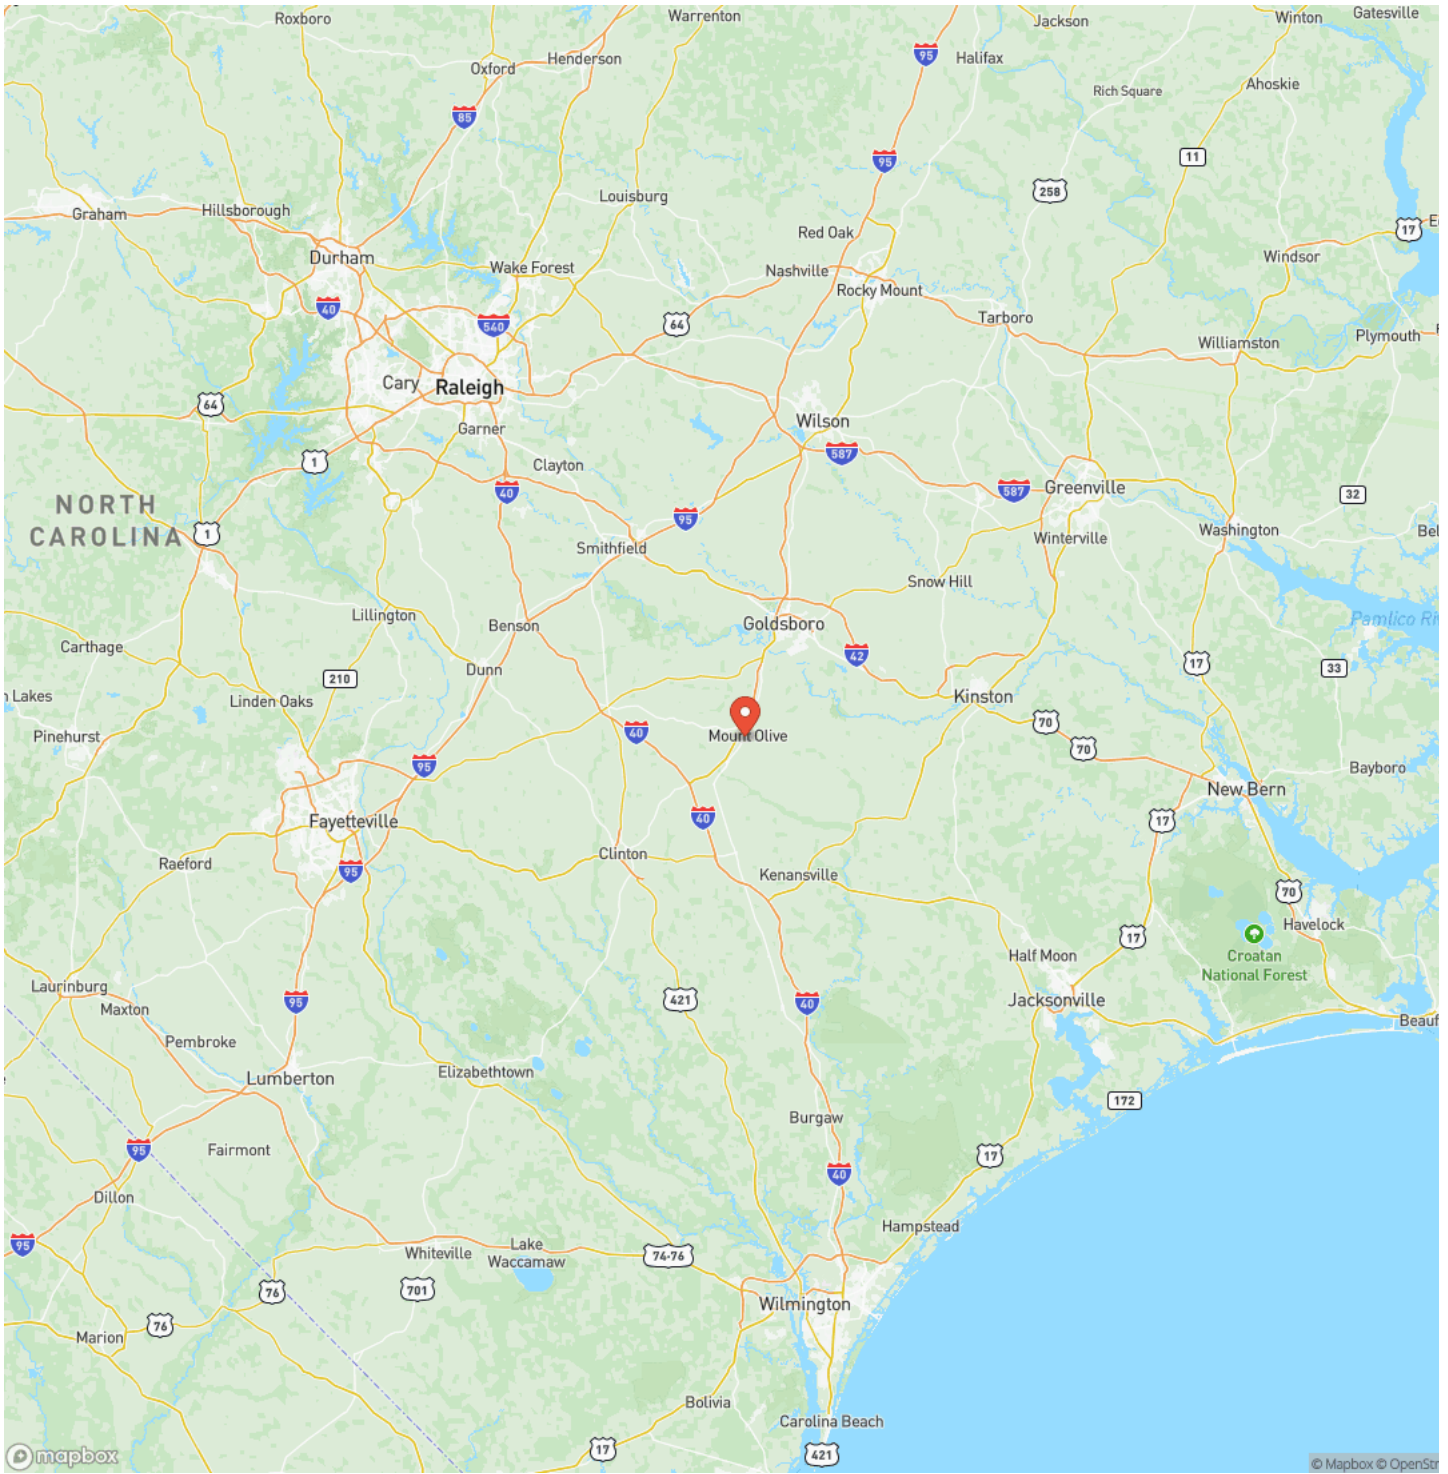 Roxboro
Warrenton
Jackson
Winton
Gatesville
Oxford
Henderson
95
Halifax
Rich Square
Ahoskie
85
95
11
258
Louisburg
Graham
Hillsborough
Red Oak
17
E
Durham
Wake Forest
Nashville
Windsor
Rocky Mount
40
540
64
Tarboro
Williamston
Plymouth
Cary
Raleigh
64
Garner
Wilson
1
Clayton
587
40
587
Greenville
32
NORTH
CAROLINA
1
95
Smithfield
Winterville
Washington
Bel
Snow Hill
Lillington
Benson
Goldsboro
Pamlico Riv
Carthage
42
Dunn
210
17
33
n Lakes
Linden Oaks
Kinston
Pinehurst
40
Mount Olive
70
70
95
Bayboro
New Bern
Fayetteville
40
17
Raeford
95
Clinton
Kenansville
70
Havelock
17
Half Moon
Croatan
National Forest
Laurinburg
Maxton
95
421
40
Jacksonville
Beauf
Pembroke
Lumberton
Elizabethtown
172
Burgaw
95
Fairmont
17
40
Dillon
Hampstead
95
Whiteville
Lake
Waccamaw
74-76
76
701
Wilmington
76
Marion
Bolivia
Carolina Beach
17
421
mapbox
© Mapbox © OpenStr